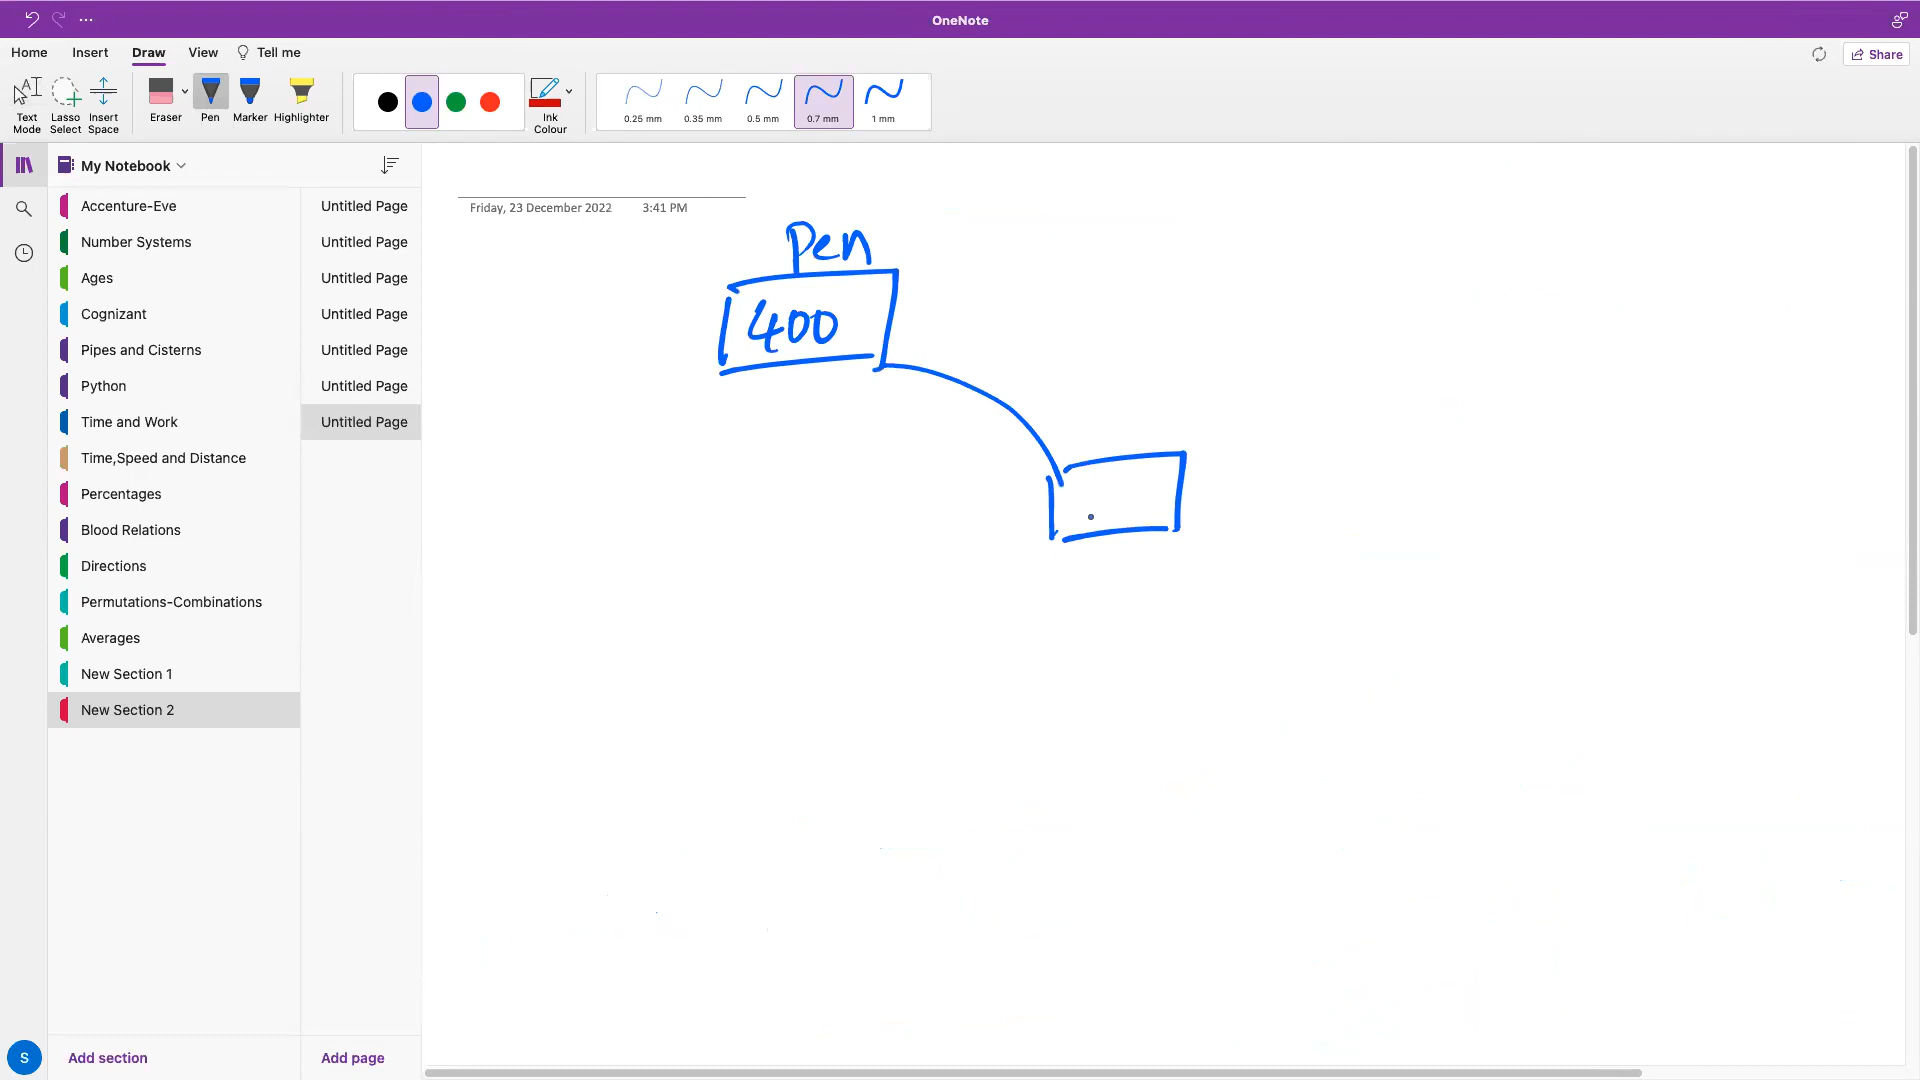 OneNote
Home Insert Draw View Tell me
Share
Text Mode
Lasso Select
Insert Space
Eraser
Pen
Marker
Highlighter
Ink Colour
0.25 mm
0.35 mm
0.5 mm
0.7 mm
1 mm
My Notebook
Accenture-Eve
Number Systems
Ages
Cognizant
Pipes and Cisterns
Python
Time and Work
Time,Speed and Distance
Percentages
Blood Relations
Directions
Permutations-Combinations
Averages
New Section 1
New Section 2
Untitled Page
Untitled Page
Untitled Page
Untitled Page
Untitled Page
Untitled Page
Untitled Page
Friday, 23 December 2022 3:41 PM
Pen
400
S
Add section
Add page